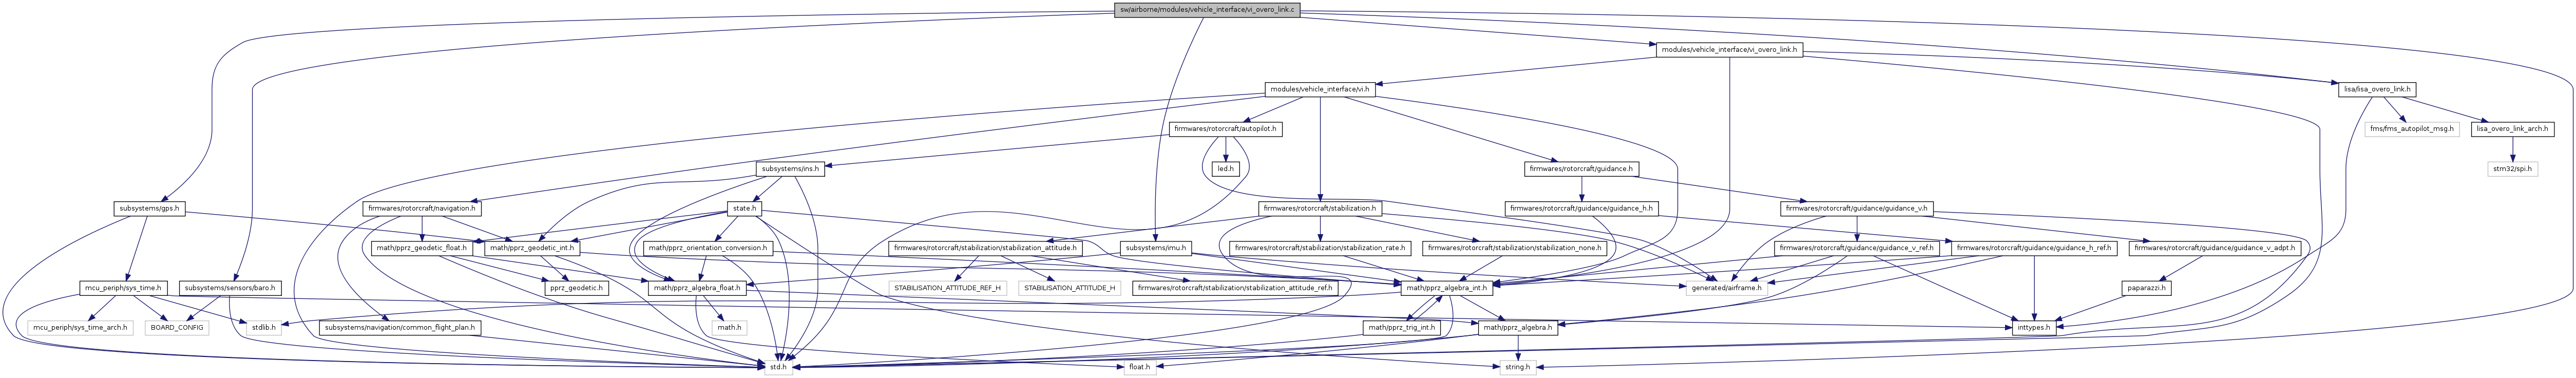 sw/airborne/modules/vehicle_interface/vi_overo_link.c
modules/vehicle_interface/vi_overo_link.h
modules/vehicle_interface/vi.h
lisa/lisa_overo_link.h
firmwares/rotorcraft/autopilot.h
fms/fms_autopilot_msg.h
lisa_overo_link_arch.h
subsystems/ins.h
led.h
firmwares/rotorcraft/guidance.h
stm32/spi.h
subsystems/gps.h
firmwares/rotorcraft/navigation.h
state.h
firmwares/rotorcraft/stabilization.h
firmwares/rotorcraft/guidance/guidance_h.h
firmwares/rotorcraft/guidance/guidance_v.h
math/pprz_geodetic_float.h
math/pprz_geodetic_int.h
math/pprz_orientation_conversion.h
firmwares/rotorcraft/stabilization/stabilization_attitude.h
subsystems/imu.h
firmwares/rotorcraft/stabilization/stabilization_rate.h
firmwares/rotorcraft/stabilization/stabilization_none.h
firmwares/rotorcraft/guidance/guidance_v_ref.h
firmwares/rotorcraft/guidance/guidance_h_ref.h
firmwares/rotorcraft/guidance/guidance_v_adpt.h
mcu_periph/sys_time.h
subsystems/sensors/baro.h
pprz_geodetic.h
math/pprz_algebra_float.h
STABILISATION_ATTITUDE_REF_H
STABILISATION_ATTITUDE_H
firmwares/rotorcraft/stabilization/stabilization_attitude_ref.h
math/pprz_algebra_int.h
generated/airframe.h
paparazzi.h
mcu_periph/sys_time_arch.h
BOARD_CONFIG
stdlib.h
subsystems/navigation/common_flight_plan.h
math.h
math/pprz_trig_int.h
math/pprz_algebra.h
inttypes.h
std.h
float.h
string.h